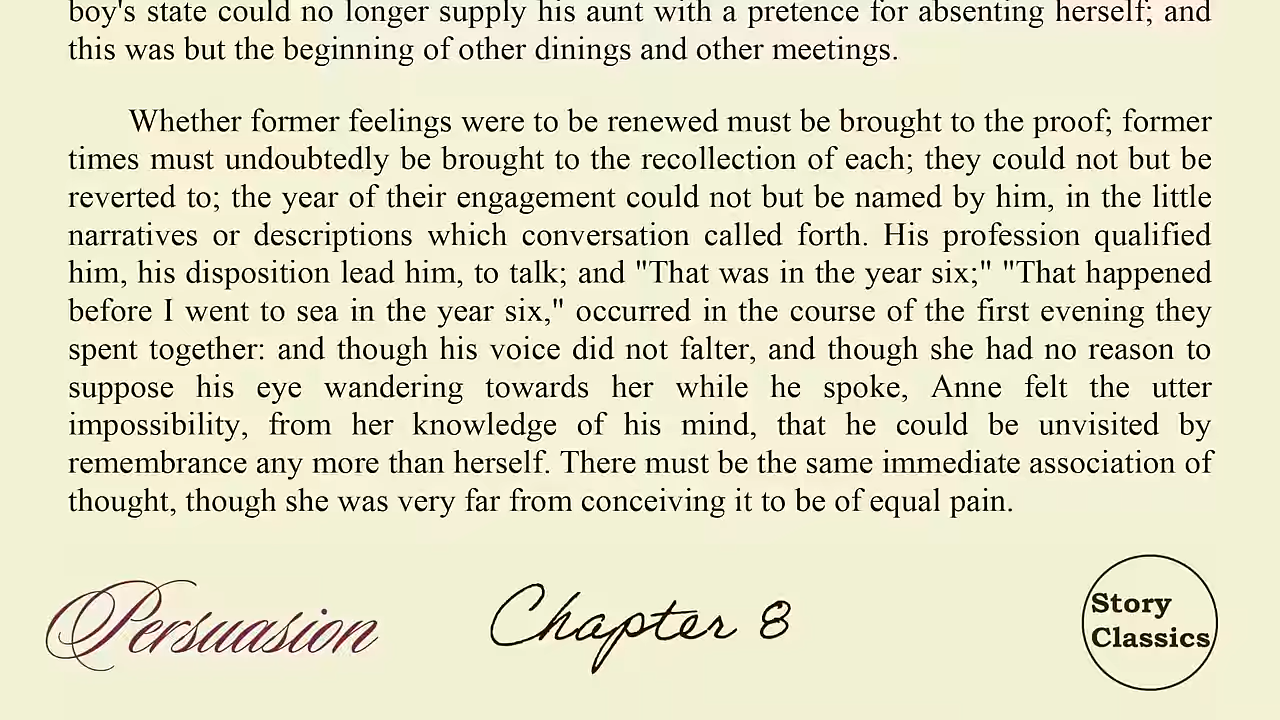 boy's state could no longer supply his aunt with a pretence for absenting herself; and
this was but the beginning of other dinings and other meetings.
Whether former feelings were to be renewed must be brought to the proof; former
times must undoubtedly be brought to the recollection of each; they could not but be
reverted to; the year of their engagement could not but be named by him, in the little
narratives or descriptions which conversation called forth. His profession qualified
him, his disposition lead him, to talk; and "That was in the year six;" "That happened
before I went to sea in the year six," occurred in the course of the first evening they
spent together: and though his voice did not falter, and though she had no reason to
suppose his eye wandering towards her while he spoke, Anne felt the utter
impossibility, from her knowledge of his mind, that he could be unvisited by
remembrance any more than herself. There must be the same immediate association of
thought, though she was very far from conceiving it to be of equal pain.
Persuasion
Chapter 8
Story
Classics